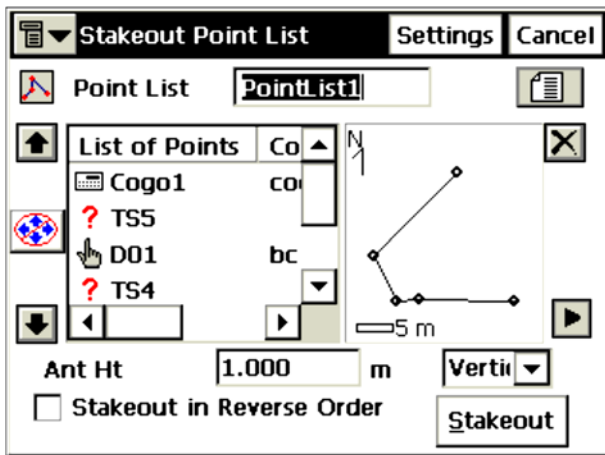 Stakeout Point List Settings Cancel
Point List PointList1
List of Points Co
Cogo1 co
? TS5
D01 bc
? TS4
N
5 m
Ant Ht 1.000 m Verti
Stakeout in Reverse Order
Stakeout